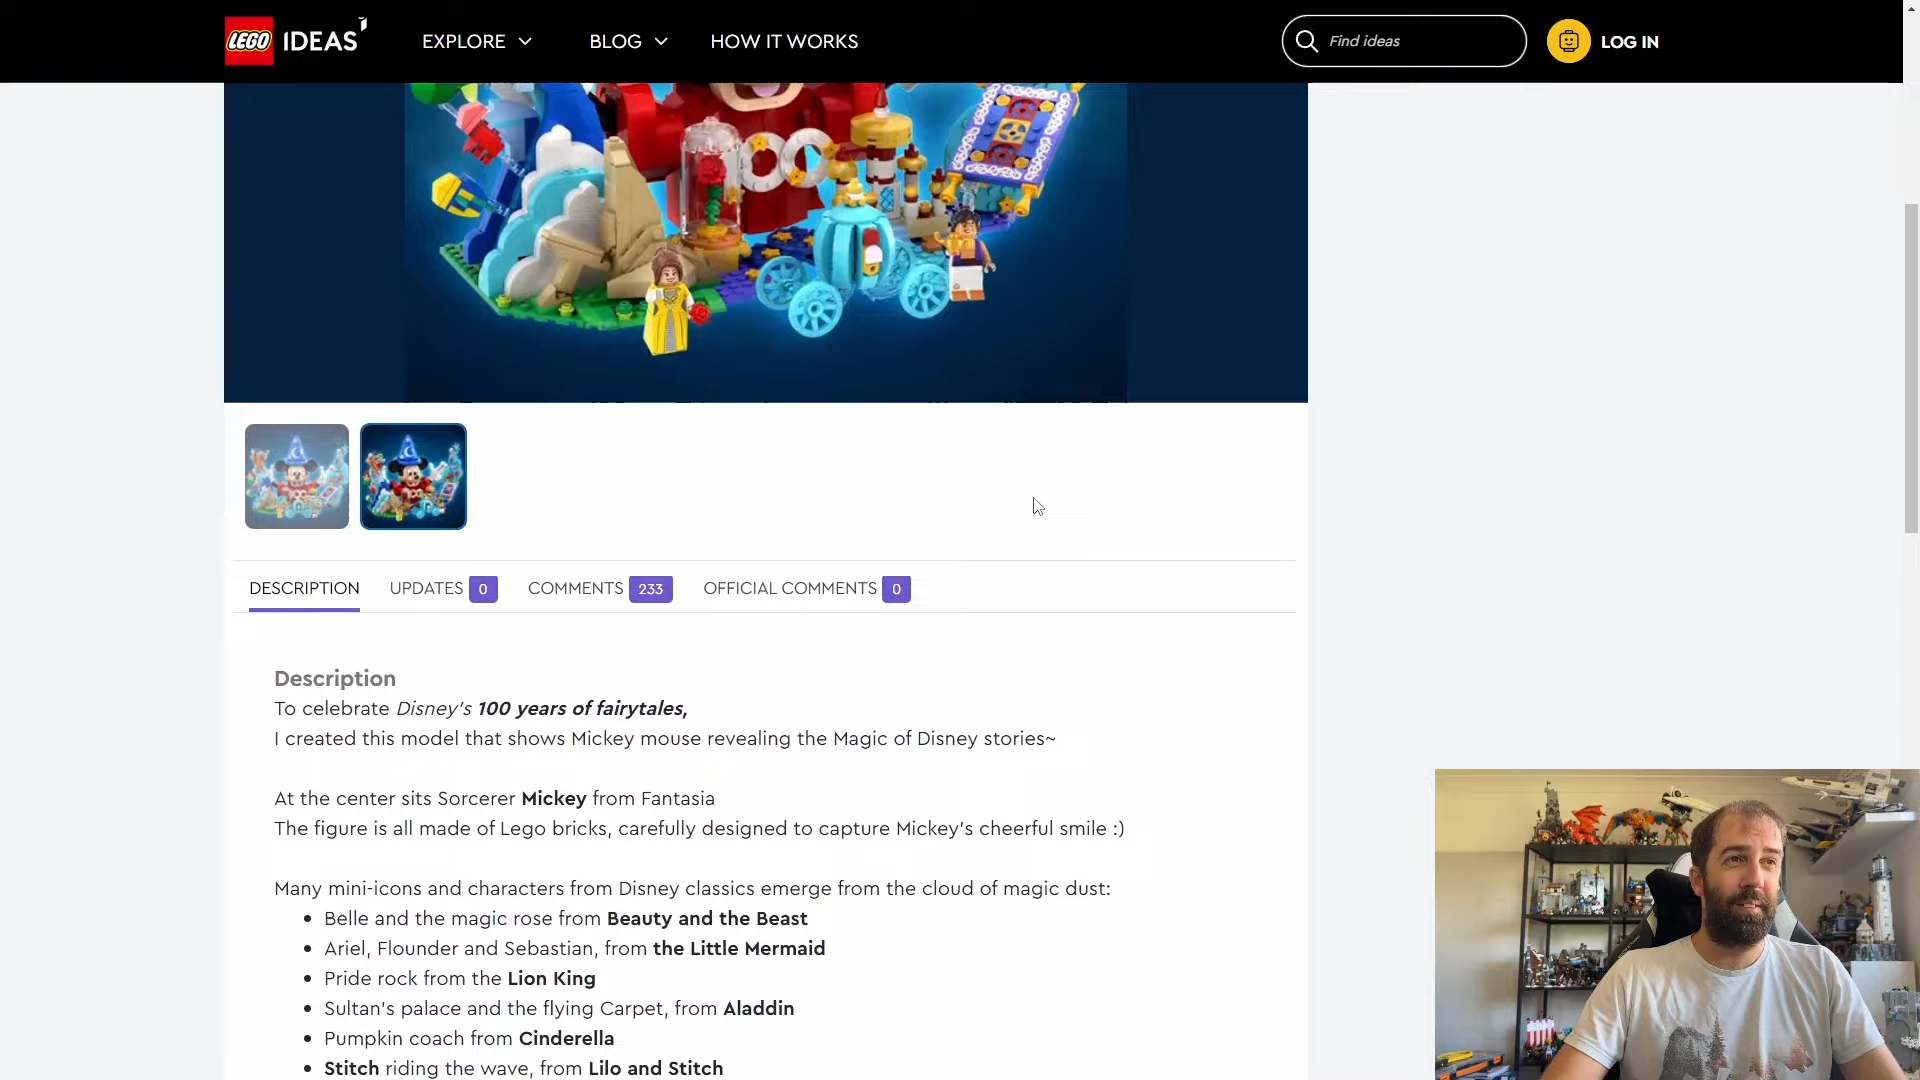 LEGO IDEAS
EXPLORE
BLOG
HOW IT WORKS
Find ideas
LOG IN
100
DESCRIPTION
UPDATES 0
COMMENTS 233
OFFICIAL COMMENTS 0
Description
To celebrate Disney's 100 years of fairytales,
I created this model that shows Mickey mouse revealing the Magic of Disney stories~
At the center sits Sorcerer Mickey from Fantasia
The figure is all made of Lego bricks, carefully designed to capture Mickey's cheerful smile :)
Many mini-icons and characters from Disney classics emerge from the cloud of magic dust:
• Belle and the magic rose from Beauty and the Beast
• Ariel, Flounder and Sebastian, from the Little Mermaid
• Pride rock from the Lion King
• Sultan's palace and the flying Carpet, from Aladdin
• Pumpkin coach from Cinderella
• Stitch riding the wave, from Lilo and Stitch